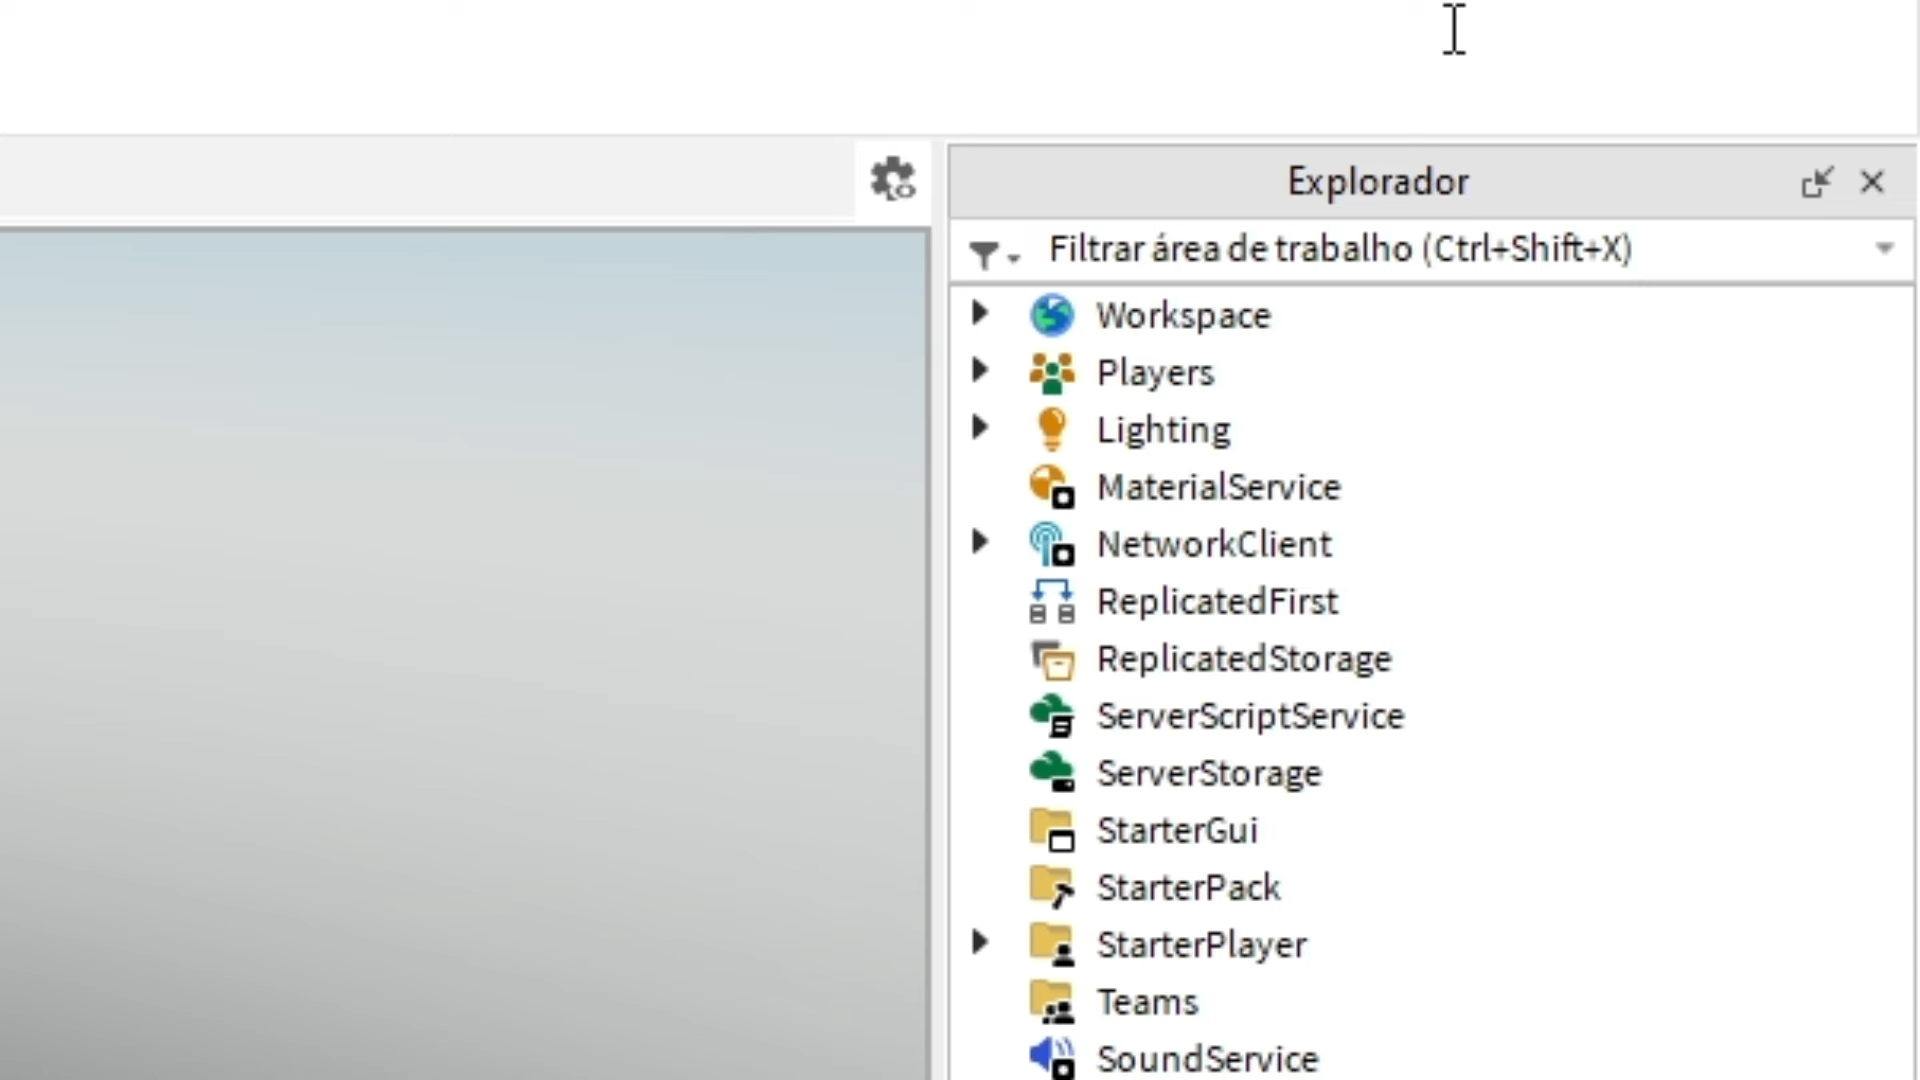 Explorador
Filtrar área de trabalho (Ctrl+Shift+X)
Workspace
Players
Lighting
MaterialService
NetworkClient
ReplicatedFirst
ReplicatedStorage
ServerScriptService
ServerStorage
StarterGui
StarterPack
StarterPlayer
Teams
SoundService